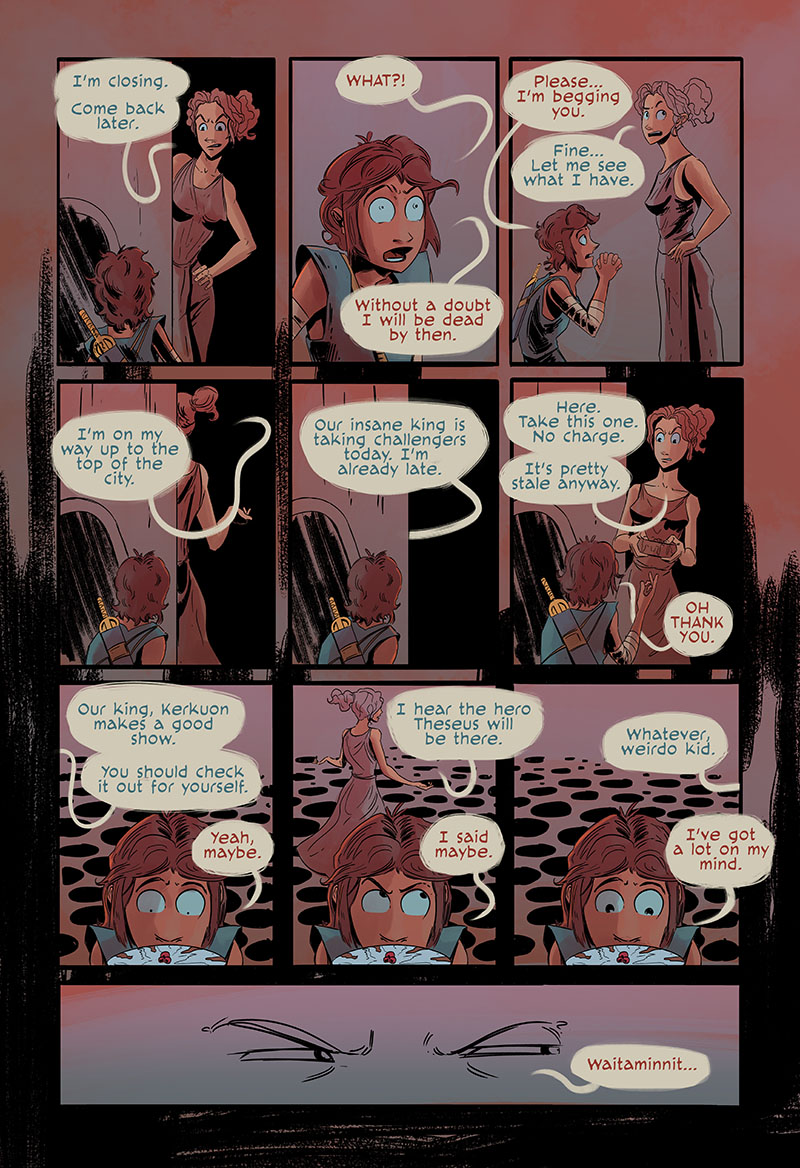 I'm closing.
Come back
later.
WHAT?!
Without a doubt
I will be dead
by then.
Please...
I'm begging
you.
Fine...
Let me see
what I have.
I'm on my
way up to the
top of the
city.
Our insane king is
taking challengers
today. I'm
already late.
Here.
Take this one.
No charge.
It's pretty
stale anyway.
OH
THANK
YOU.
Our king, Kerkuon
makes a good
show.
You should check
it out for yourself.
Yeah,
maybe.
I hear the hero
Theseus will
be there.
I said
maybe.
Whatever,
weirdo kid.
I've got
a lot on my
mind.
Waitaminnit...